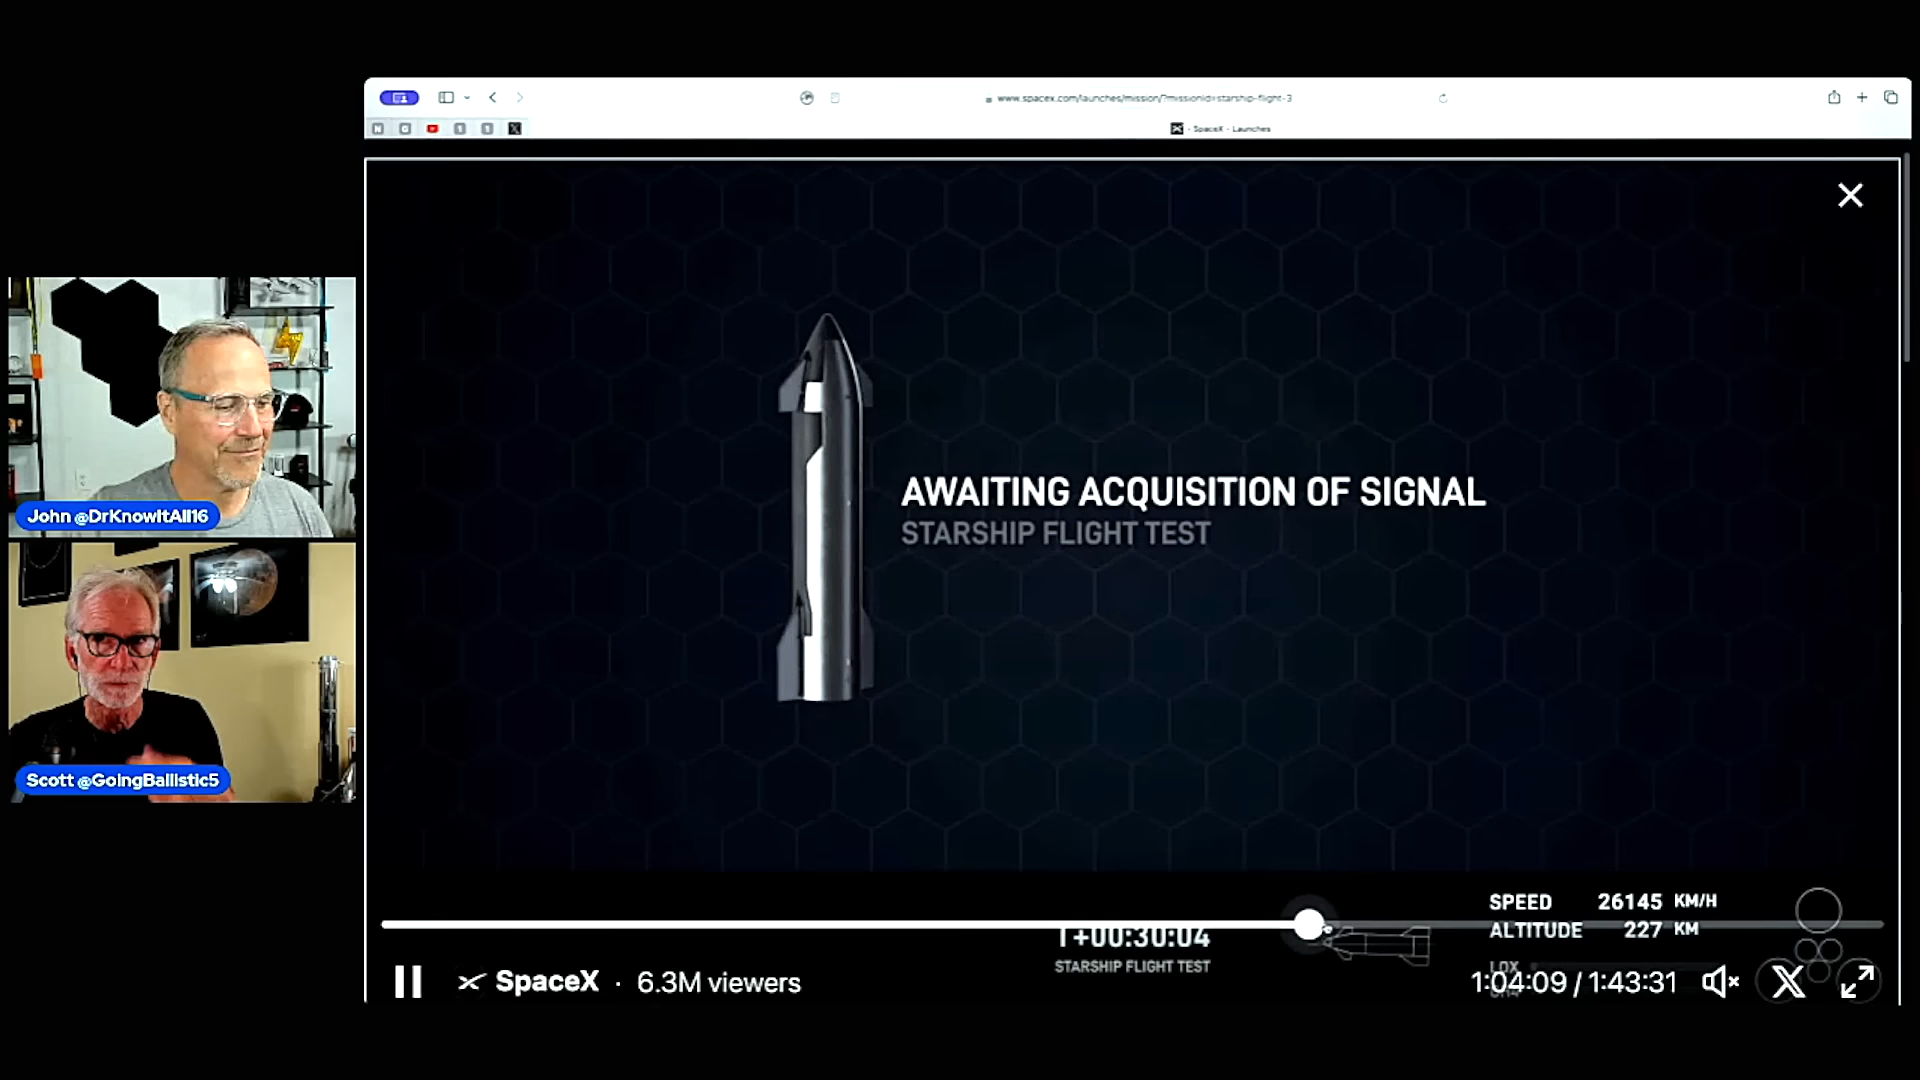 www.spacex.com/launches/mission/?missionId=starship-flight-3
SpaceX - Launches
AWAITING ACQUISITION OF SIGNAL
STARSHIP FLIGHT TEST
John @DrKnowItAll16
Scott @GoingBallistic5
SPEED 26145 KM/H
ALTITUDE 227 KM
T+00:30:04
STARSHIP FLIGHT TEST
LOX
SpaceX · 6.3M viewers
1:04:09 / 1:43:31